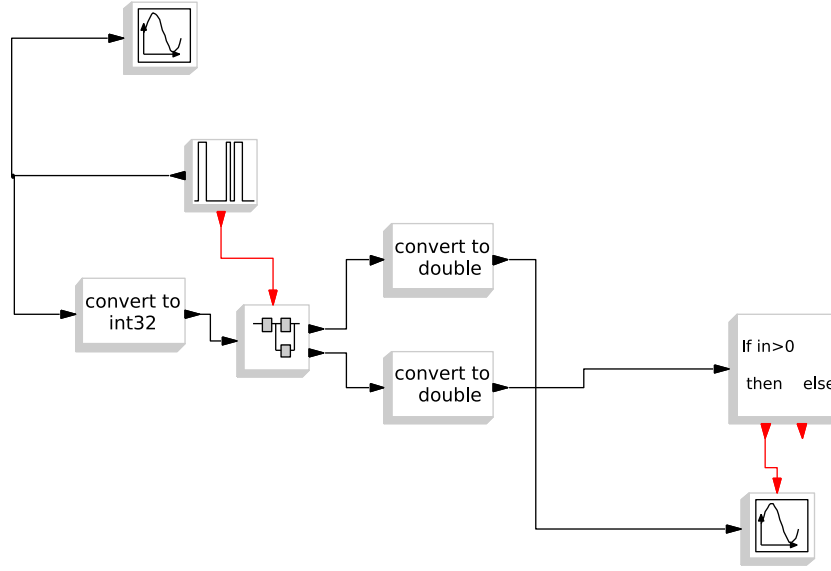 convert to
double
convert to
int32
If in>0
then else
convert to
double